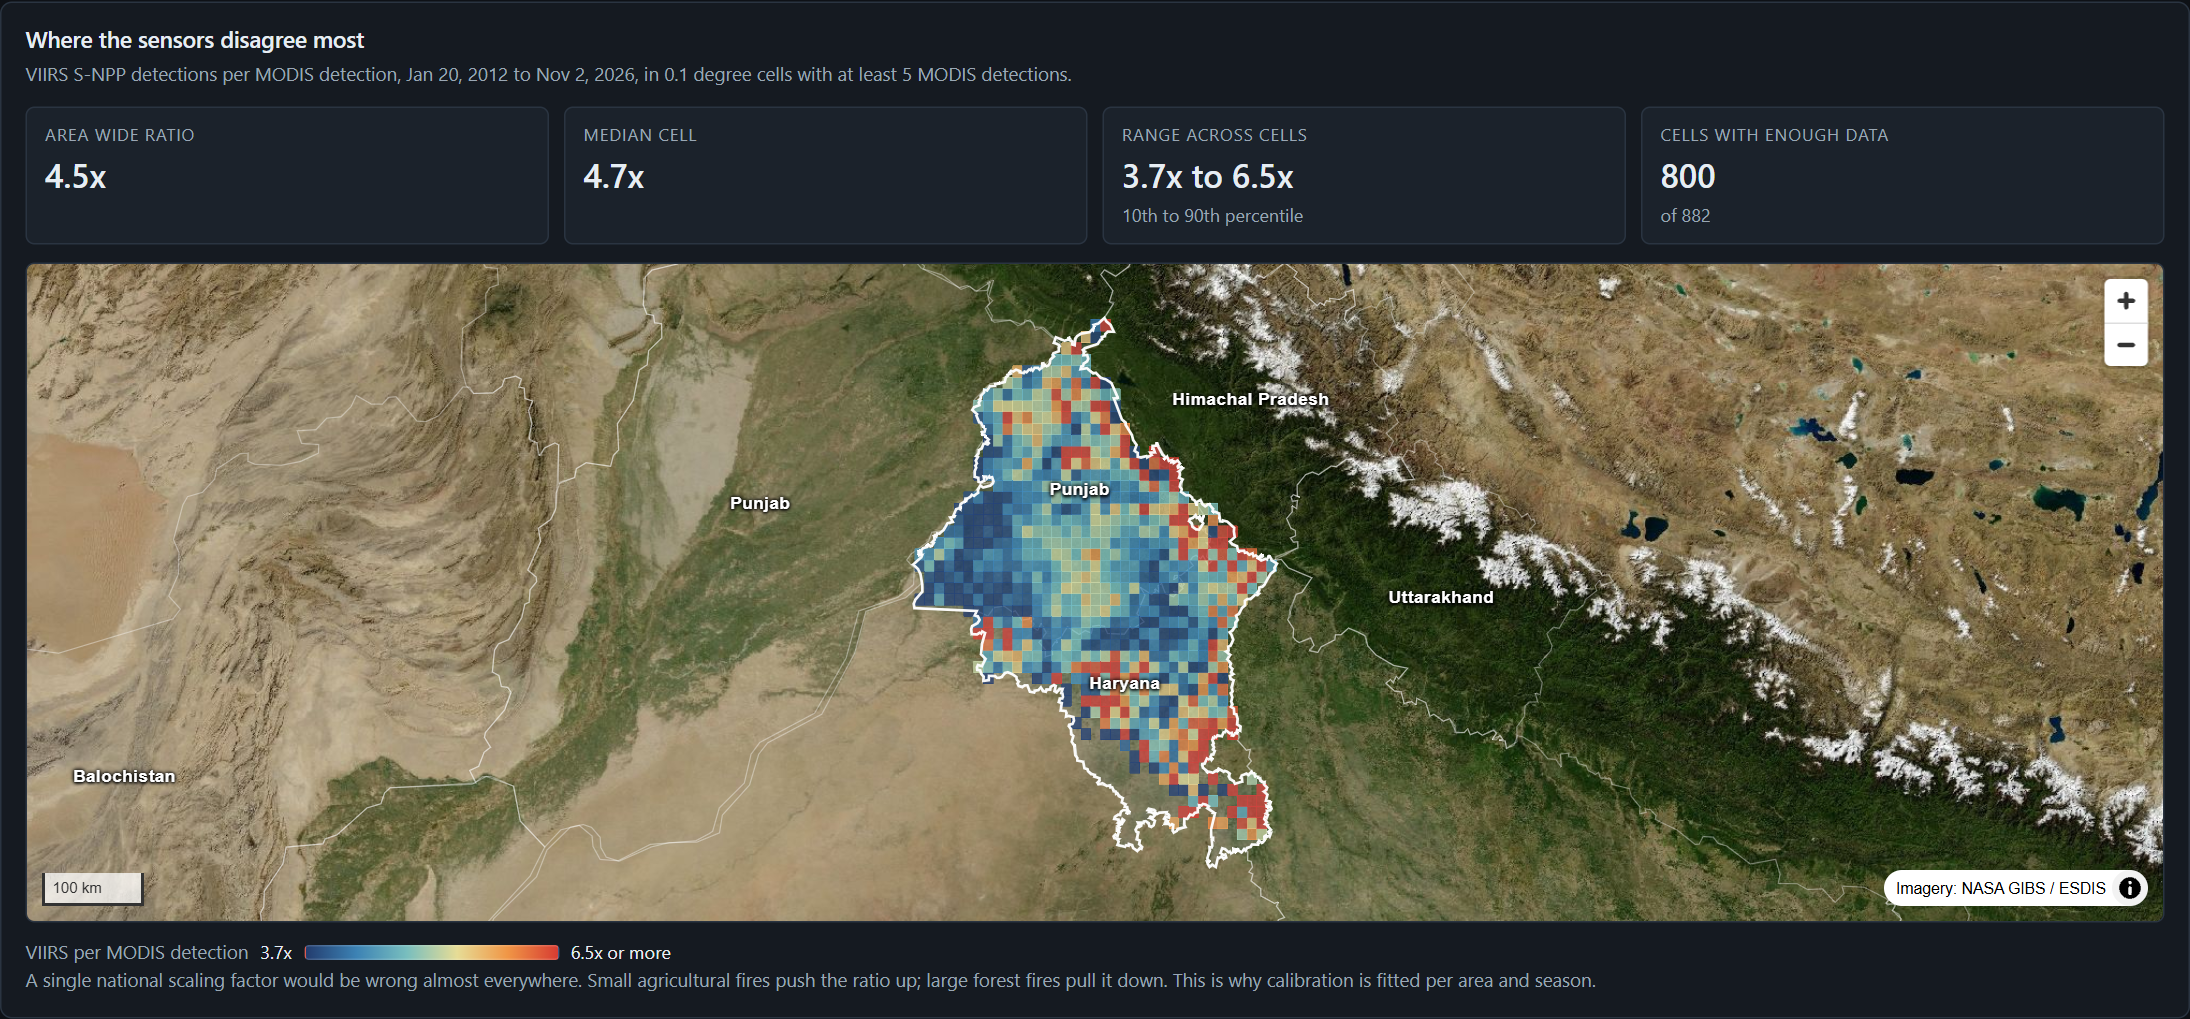 Where the sensors disagree most
VIIRS S-NPP detections per MODIS detection, Jan 20, 2012 to Nov 2, 2026, in 0.1 degree cells with at least 5 MODIS detections.
AREA WIDE RATIO
4.5x
MEDIAN CELL
4.7x
RANGE ACROSS CELLS
3.7x to 6.5x
10th to 90th percentile
CELLS WITH ENOUGH DATA
800
of 882
+
−
Himachal Pradesh
Punjab
Punjab
Uttarakhand
Haryana
Balochistan
100 km
Imagery: NASA GIBS / ESDIS
VIIRS per MODIS detection 3.7x 6.5x or more
A single national scaling factor would be wrong almost everywhere. Small agricultural fires push the ratio up; large forest fires pull it down. This is why calibration is fitted per area and season.